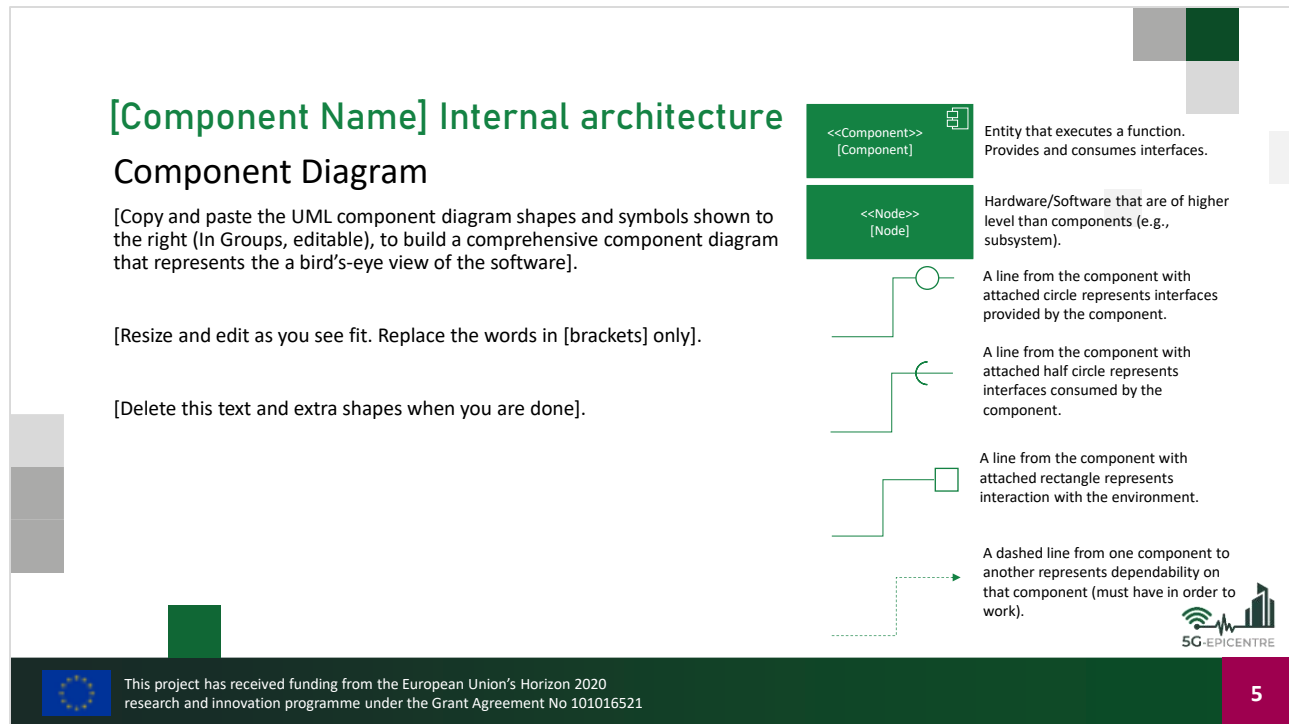 [Component Name] Internal architecture
Component Diagram
[Copy and paste the UML component diagram shapes and symbols shown to
the right (In Groups, editable), to build a comprehensive component diagram
that represents the a bird's-eye view of the software].
[Resize and edit as you see fit. Replace the words in [brackets] only].
[Delete this text and extra shapes when you are done].
<<Component>>
[Component]
Entity that executes a function.
Provides and consumes interfaces.
<<Node>>
[Node]
Hardware/Software that are of higher
level than components (e.g.,
subsystem).
A line from the component with
attached circle represents interfaces
provided by the component.
A line from the component with
attached half circle represents
interfaces consumed by the
component.
A line from the component with
attached rectangle represents
interaction with the environment.
A dashed line from one component to
another represents dependability on
that component (must have in order to
work).
5G-EPICENTRE
This project has received funding from the European Union's Horizon 2020
research and innovation programme under the Grant Agreement No 101016521
5